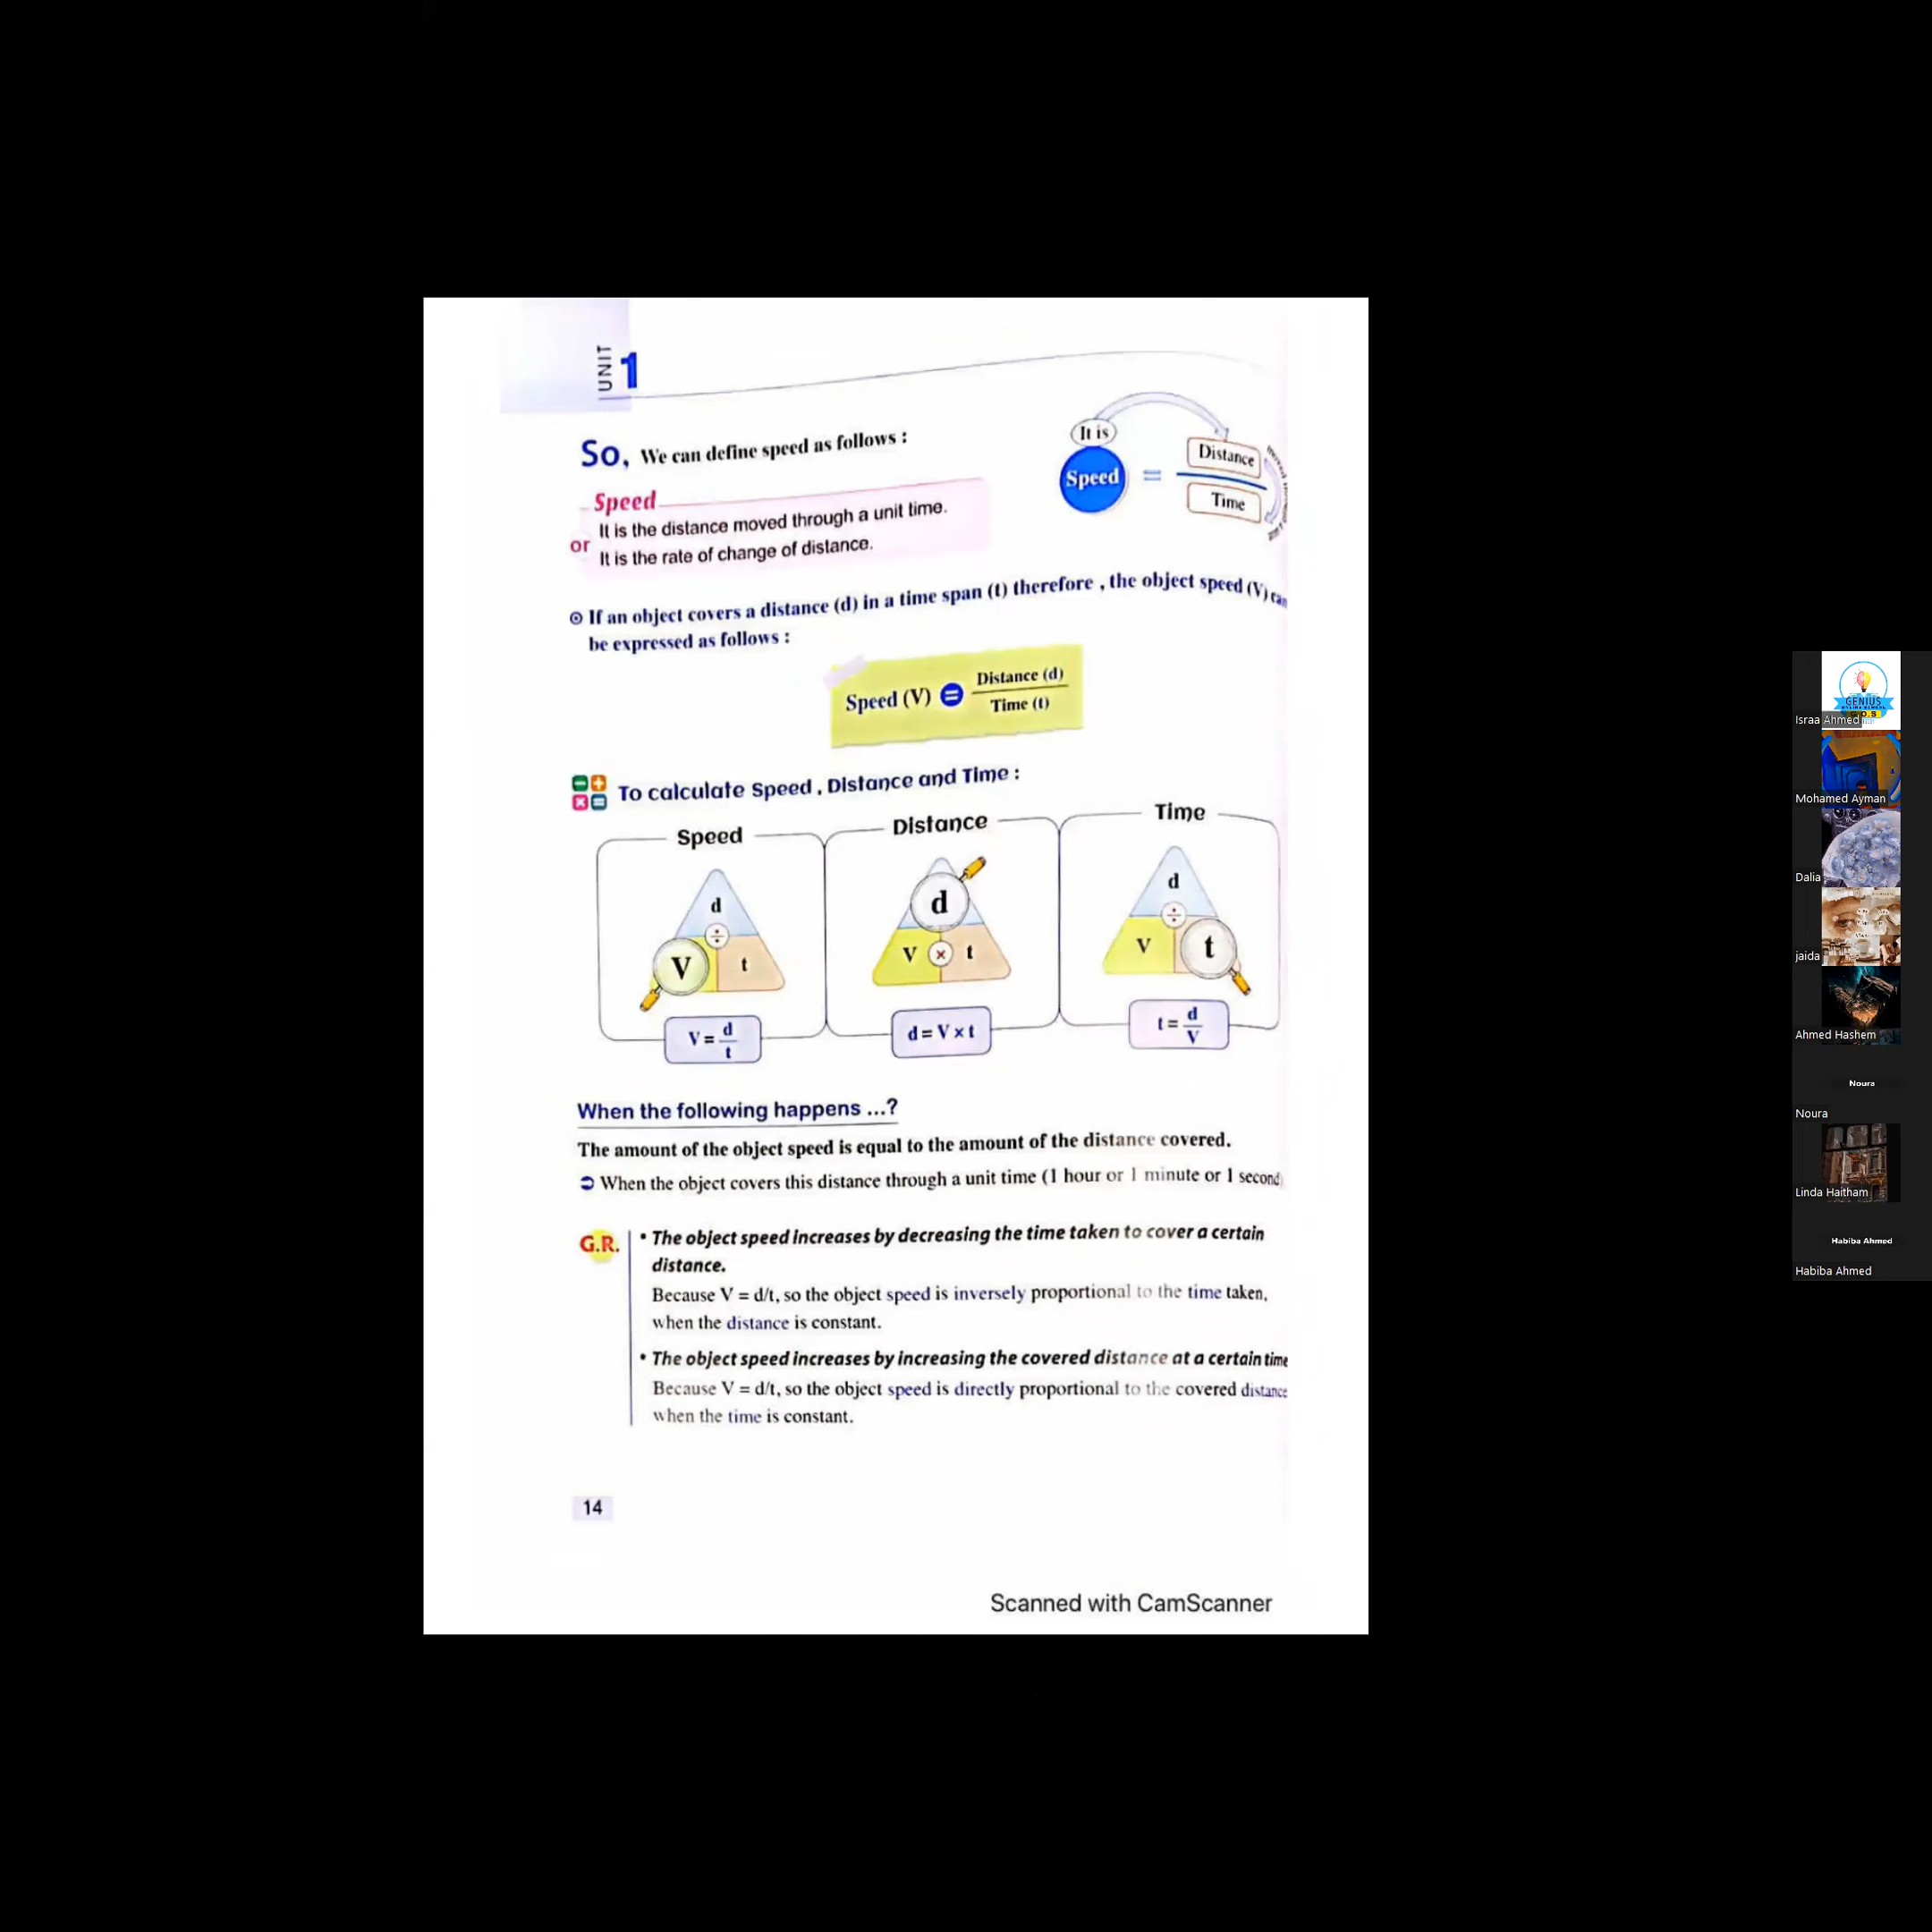 UNIT 1
So, We can define speed as follows :
Speed
It is the distance moved through a unit time.
or
It is the rate of change of distance.
It is
Speed = Distance
Time
⊙ If an object covers a distance (d) in a time span (t) therefore , the object speed (V) can
be expressed as follows :
Speed (V) = Distance (d)
Time (t)
To calculate Speed , Distance and Time :
Speed
d
÷
V t
V = d
t
Distance
d
V × t
d = V × t
Time
d
÷
V t
t = d
V
When the following happens ...?
The amount of the object speed is equal to the amount of the distance covered.
➲ When the object covers this distance through a unit time (1 hour or 1 minute or 1 second
G.R.
• The object speed increases by decreasing the time taken to cover a certain
distance.
Because V = d/t, so the object speed is inversely proportional to the time taken,
when the distance is constant.
• The object speed increases by increasing the covered distance at a certain time
Because V = d/t, so the object speed is directly proportional to the covered distance
when the time is constant.
14
Scanned with CamScanner
GENIUS
Israa Ahmed
Mohamed Ayman
Dalia
jaida
Ahmed Hashem
Noura
Noura
Linda Haitham
Habiba Ahmed
Habiba Ahmed